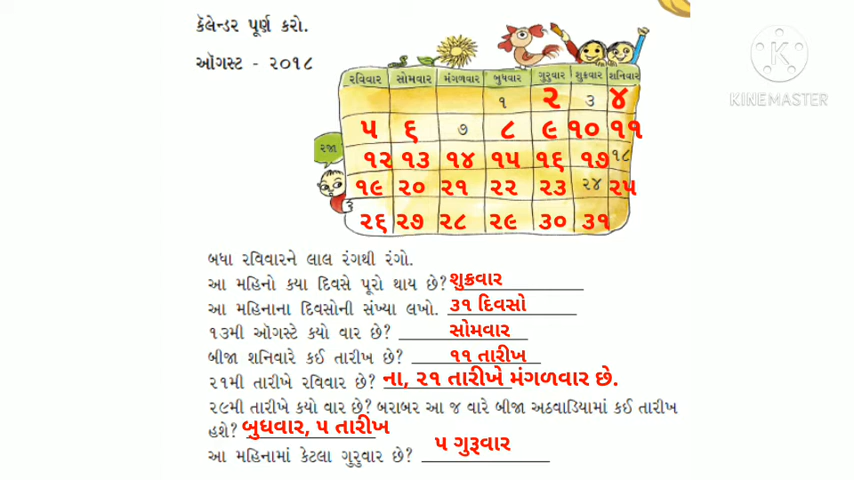 કૅલેન્ડર પૂર્ણ કરો.
ઑગસ્ટ - ૨૦૧૮
KINEMASTER
રવિવાર સોમવાર મંગળવાર બુધવાર ગુરુવાર શુક્રવાર શનિવાર
૧ ૨ ૩ ૪
૫ ૬ ૭ ૮ ૯ ૧૦ ૧૧
રજા
૧૨ ૧૩ ૧૪ ૧૫ ૧૬ ૧૭ ૧૮
૧૯ ૨૦ ૨૧ ૨૨ ૨૩ ૨૪ ૨૫
૨૬ ૨૭ ૨૮ ૨૯ ૩૦ ૩૧
બધા રવિવારને લાલ રંગથી રંગો.
આ મહિનો કયા દિવસે પૂરો થાય છે? શુક્રવાર
આ મહિનાના દિવસોની સંખ્યા લખો. ૩૧ દિવસો
૧૩મી ઑગસ્ટે કયો વાર છે? સોમવાર
બીજા શનિવારે કઈ તારીખ છે? ૧૧ તારીખ
૨૧મી તારીખે રવિવાર છે? ના, ૨૧ તારીખે મંગળવાર છે.
૨૯મી તારીખે કયો વાર છે? બરાબર આ જ વારે બીજા અઠવાડિયામાં કઈ તારીખ
હશે? બુધવાર, ૫ તારીખ
આ મહિનામાં કેટલા ગુરુવાર છે? ૫ ગુરૂવાર